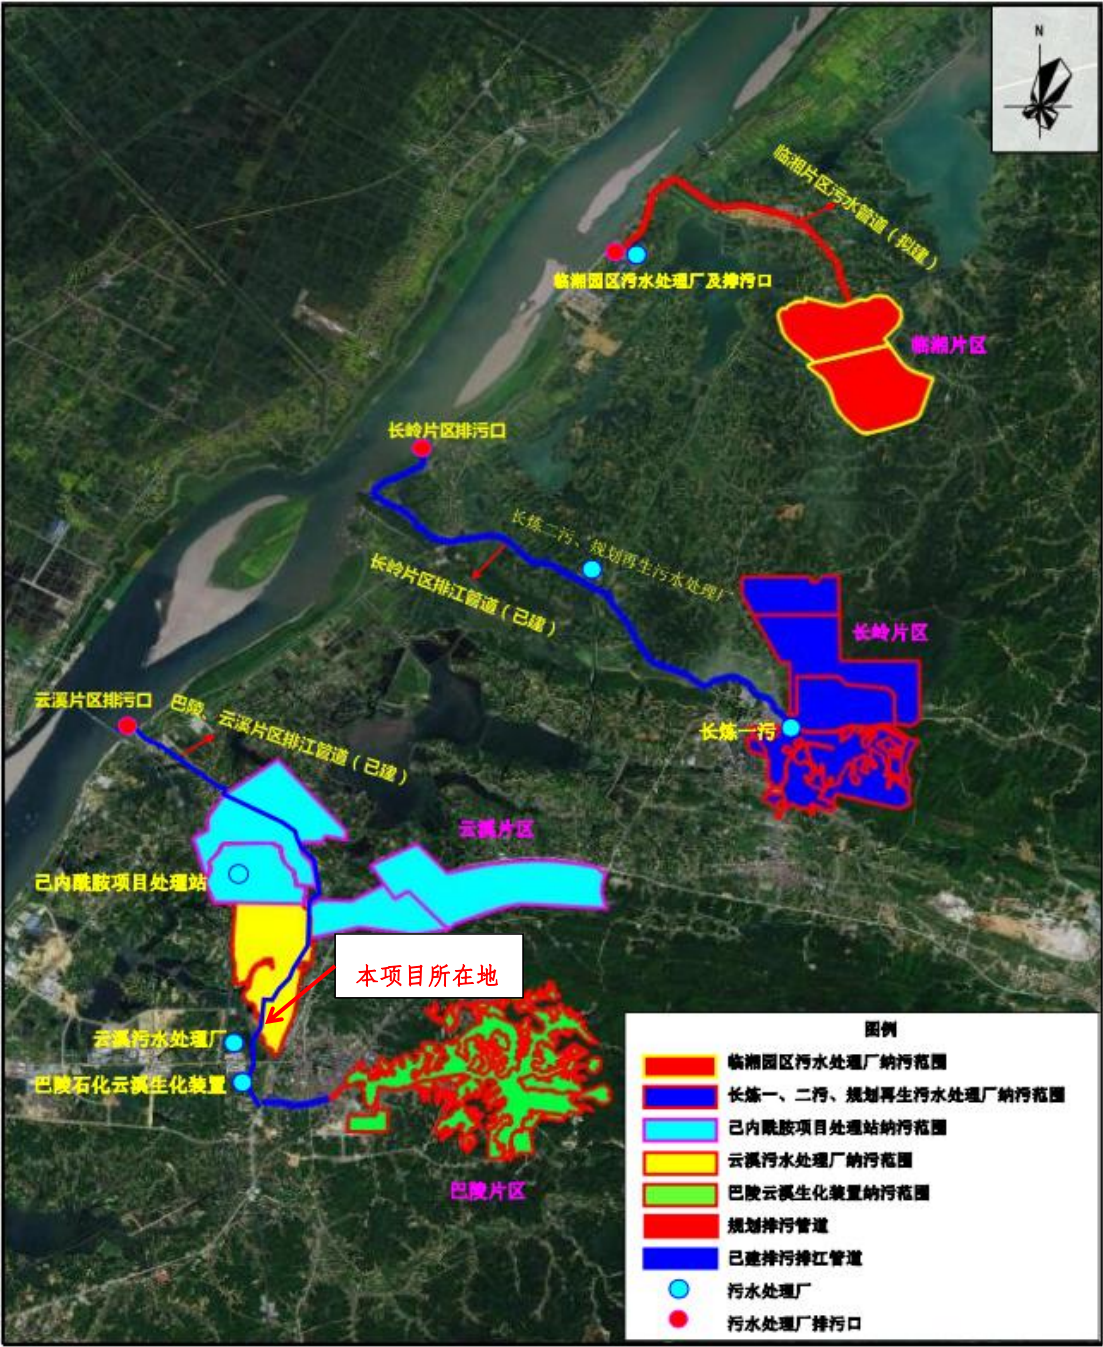 N
临湘片区污水管道（拟建）
临湘园区污水处理厂及排污口
临湘片区
长岭片区排污口
长炼二污、规划再生污水处理厂
长岭片区排江管道（已建）
长岭片区
云溪片区排污口
巴陵、云溪片区排江管道（已建）
长炼一污
云溪片区
己内酰胺项目处理站
本项目所在地
云溪污水处理厂
巴陵石化云溪生化装置
巴陵片区
图例
临湘园区污水处理厂纳污范围
长炼一、二污、规划再生污水处理厂纳污范围
己内酰胺项目处理站纳污范围
云溪污水处理厂纳污范围
巴陵云溪生化装置纳污范围
规划排污管道
已建排污排江管道
污水处理厂
污水处理厂排污口